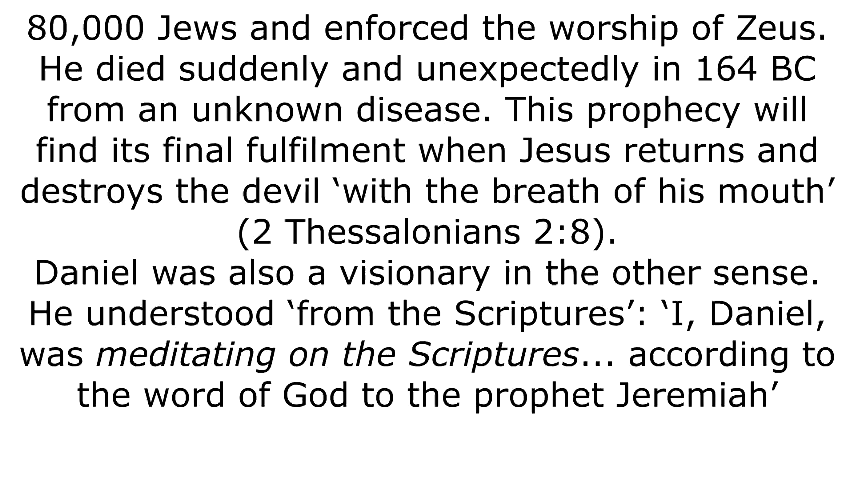 80,000 Jews and enforced the worship of Zeus.
He died suddenly and unexpectedly in 164 BC
from an unknown disease. This prophecy will
find its final fulfilment when Jesus returns and
destroys the devil ‘with the breath of his mouth’
(2 Thessalonians 2:8).
Daniel was also a visionary in the other sense.
He understood ‘from the Scriptures’: ‘I, Daniel,
was meditating on the Scriptures... according to
the word of God to the prophet Jeremiah’